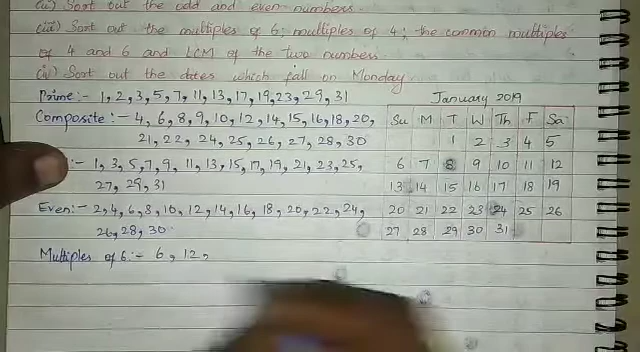 (ii) Sort out the odd and even numbers.
(iii) Sort out the multiples of 6; multiples of 4; the common multiples
of 4 and 6 and LCM of the two numbers.
(iv) Sort out the dates which fall on Monday
Prime:- 1, 2, 3, 5, 7, 11, 13, 17, 19, 23, 29, 31
Composite:- 4, 6, 8, 9, 10, 12, 14, 15, 16, 18, 20,
21, 22, 24, 25, 26, 27, 28, 30
:- 1, 3, 5, 7, 9, 11, 13, 15, 17, 19, 21, 23, 25,
27, 29, 31
Even:- 2, 4, 6, 8, 10, 12, 14, 16, 18, 20, 22, 24,
26, 28, 30.
Multiples of 6:- 6, 12,
January 2019
Su M T W Th F Sa
1 2 3 4 5
6 7 8 9 10 11 12
13 14 15 16 17 18 19
20 21 22 23 24 25 26
27 28 29 30 31